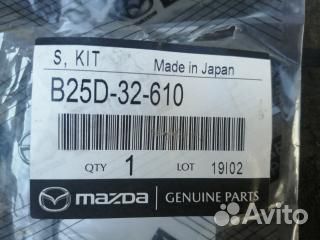 S, KIT Made in Japan
B25D-32-610
QTY 1 LOT 19I02
mazda GENUINE PARTS
Avito